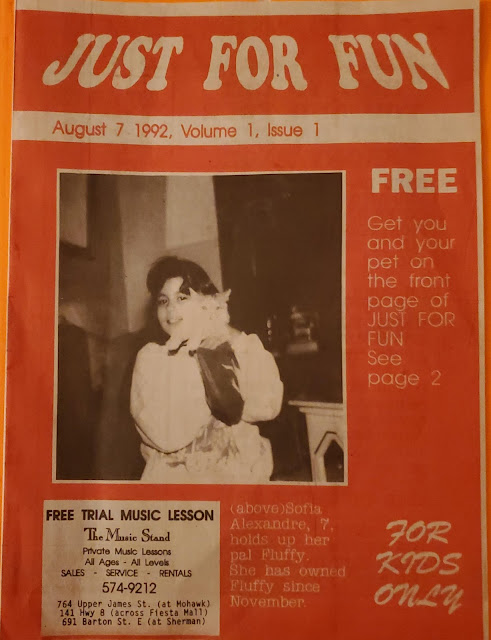 JUST FOR FUN
August 7 1992, Volume 1, Issue 1
FREE
Get you
and your
pet on
the front
page of
JUST FOR
FUN
See
page 2
(above)Sofia
Alexandre, 7,
holds up her
pal Fluffy.
She has owned
Fluffy since
November.
FREE TRIAL MUSIC LESSON
The Music Stand
Private Music Lessons
All Ages - All Levels
SALES - SERVICE - RENTALS
574-9212
764 Upper James St. (at Mohawk)
141 Hwy 8 (across Fiesta Mall)
691 Barton St. E (at Sherman)
FOR
KIDS
ONLY